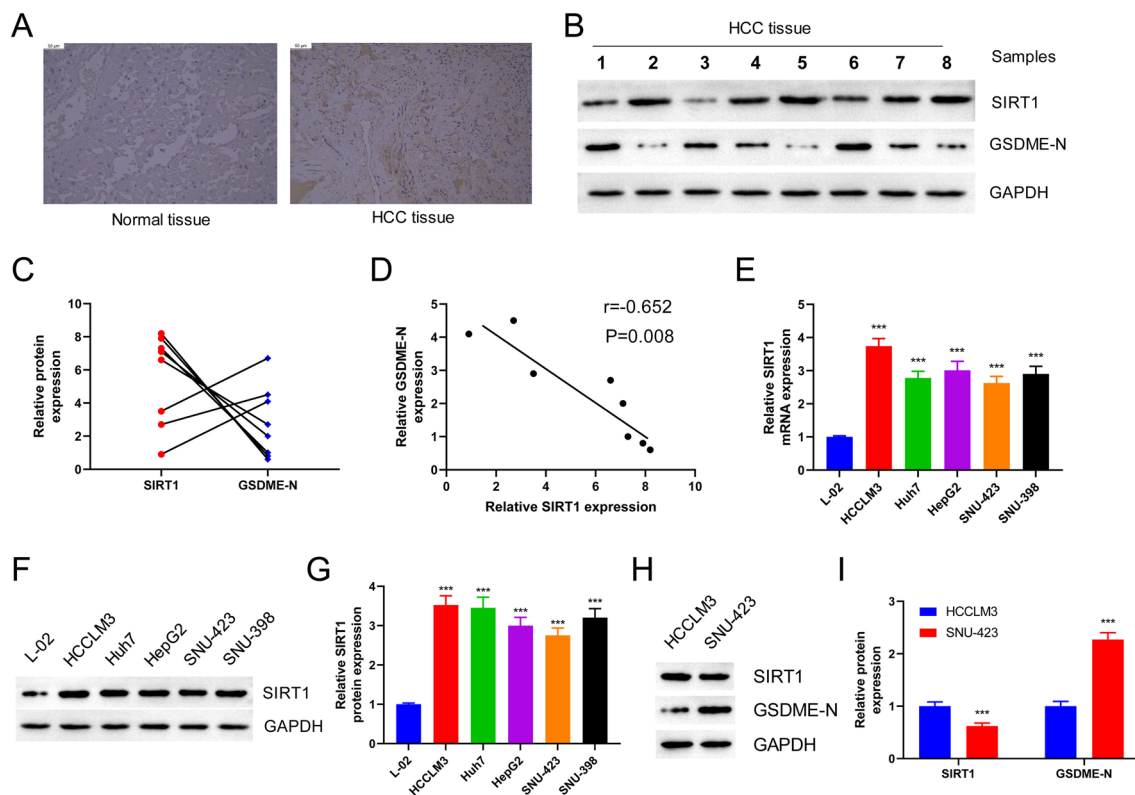 A
50 μm
50 μm
Normal tissue
HCC tissue
B
HCC tissue
1 2 3 4 5 6 7 8 Samples
SIRT1
GSDME-N
GAPDH
C
Relative protein
expression
10
8
6
4
2
0
SIRT1 GSDME-N
D
Relative GSDME-N
expression
5
4
3
2
1
0
r=-0.652
P=0.008
0 2 4 6 8 10
Relative SIRT1 expression
E
Relative SIRT1
mRNA expression
5
4
3
2
1
0
*** *** *** *** ***
L-02 HCCLM3 Huh7 HepG2 SNU-423 SNU-398
F
L-02 HCCLM3 Huh7 HepG2 SNU-423 SNU-398
SIRT1
GAPDH
G
Relative SIRT1
protein expression
4
3
2
1
0
*** *** *** *** ***
L-02 HCCLM3 Huh7 HepG2 SNU-423 SNU-398
H
HCCLM3 SNU-423
SIRT1
GSDME-N
GAPDH
I
Relative protein
expression
3
2
1
0
HCCLM3
SNU-423
*** ***
SIRT1 GSDME-N